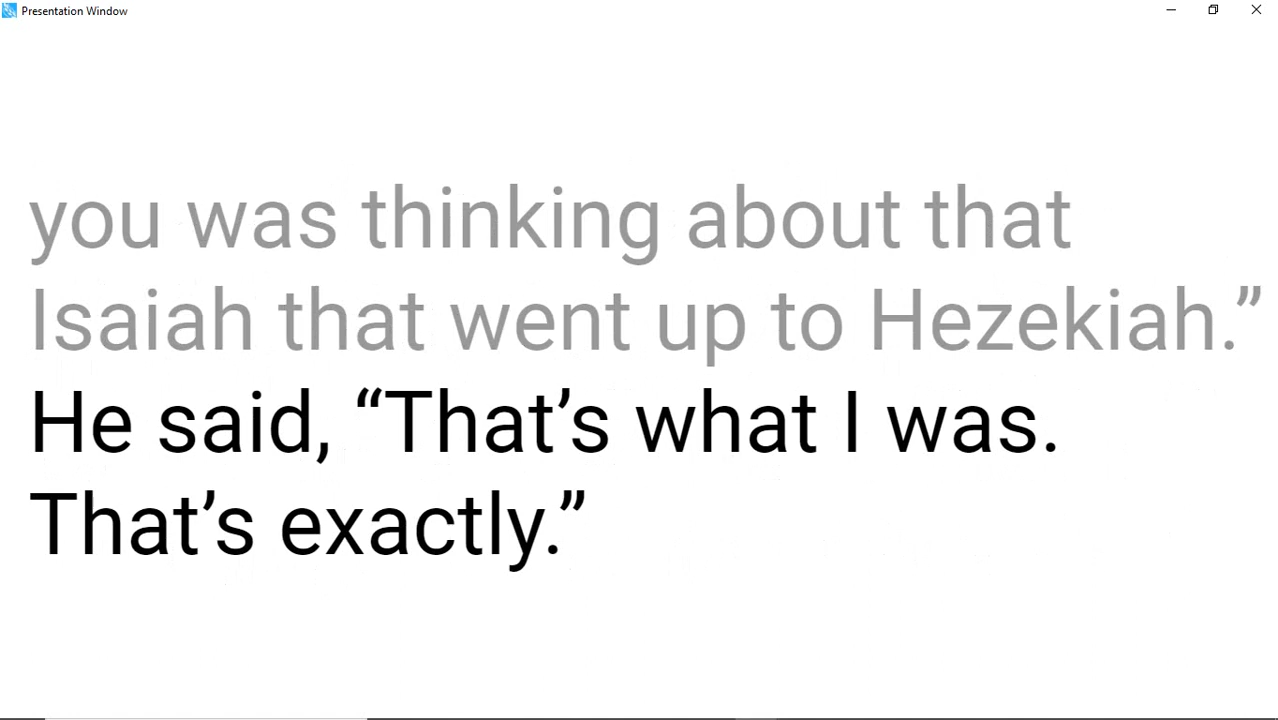 Presentation Window
you was thinking about that
Isaiah that went up to Hezekiah.”
He said, “That’s what I was.
That’s exactly.”